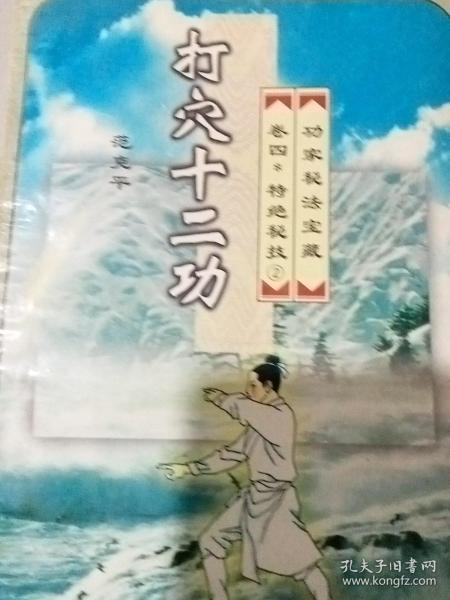 功家秘法宝藏
卷四：特绝秘技②
打穴十二功
范克平
孔夫子旧书网
www.kongfz.com